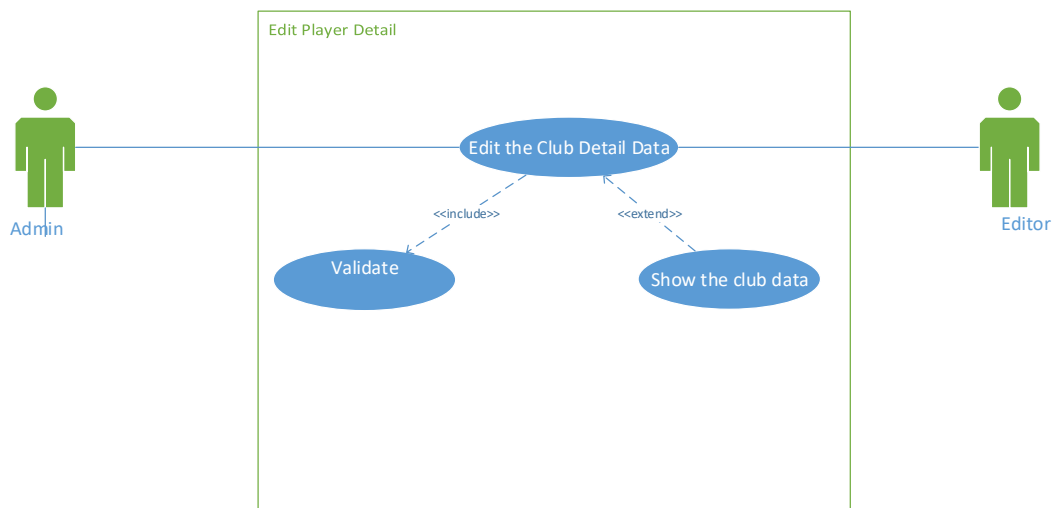 Edit Player Detail
Edit the Club Detail Data
<<include>>
<<extend>>
Admin
Editor
Validate
Show the club data